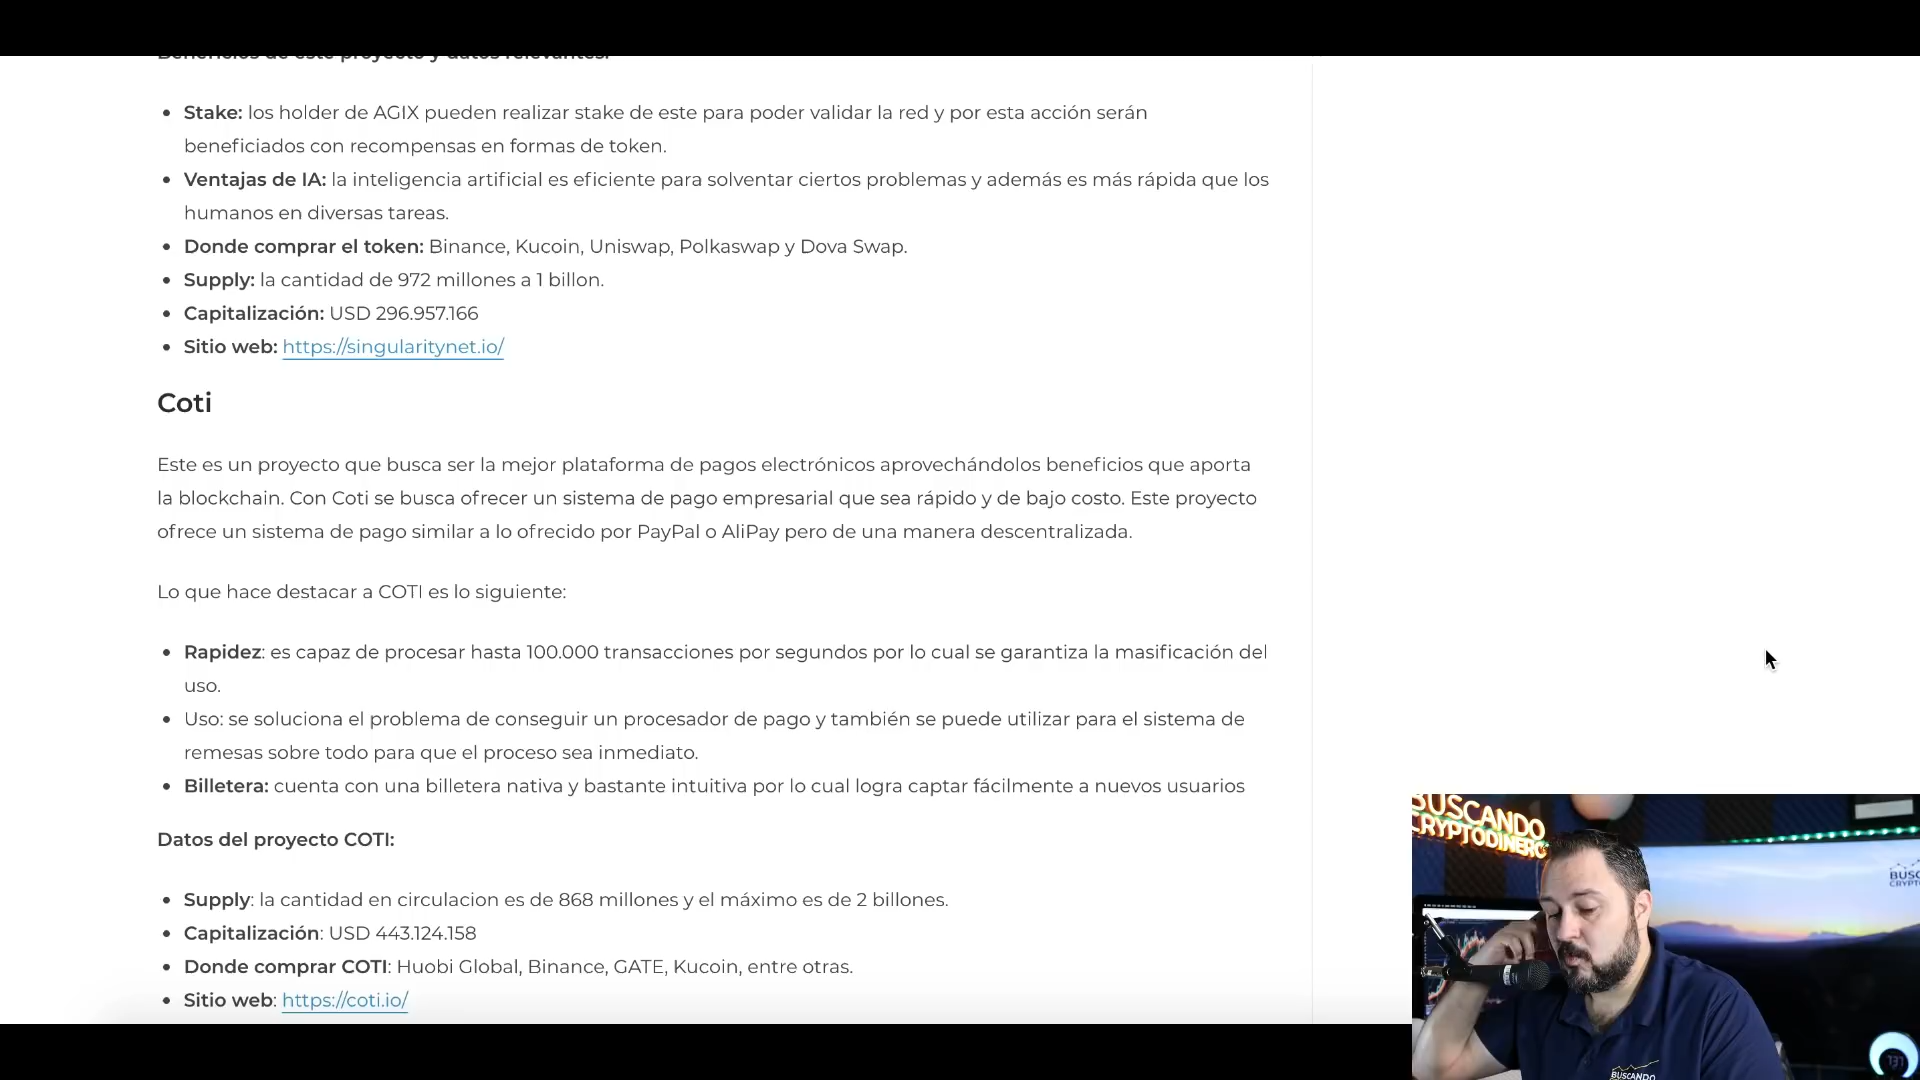 Beneficios de este proyecto y datos relevantes:
Stake: los holder de AGIX pueden realizar stake de este para poder validar la red y por esta acción serán
beneficiados con recompensas en formas de token.
Ventajas de IA: la inteligencia artificial es eficiente para solventar ciertos problemas y además es más rápida que los
humanos en diversas tareas.
Donde comprar el token: Binance, Kucoin, Uniswap, Polkaswap y Dova Swap.
Supply: la cantidad de 972 millones a 1 billon.
Capitalización: USD 296.957.166
Sitio web: https://singularitynet.io/
Coti
Este es un proyecto que busca ser la mejor plataforma de pagos electrónicos aprovechándolos beneficios que aporta
la blockchain. Con Coti se busca ofrecer un sistema de pago empresarial que sea rápido y de bajo costo. Este proyecto
ofrece un sistema de pago similar a lo ofrecido por PayPal o AliPay pero de una manera descentralizada.
Lo que hace destacar a COTI es lo siguiente:
Rapidez: es capaz de procesar hasta 100.000 transacciones por segundos por lo cual se garantiza la masificación del
uso.
Uso: se soluciona el problema de conseguir un procesador de pago y también se puede utilizar para el sistema de
remesas sobre todo para que el proceso sea inmediato.
Billetera: cuenta con una billetera nativa y bastante intuitiva por lo cual logra captar fácilmente a nuevos usuarios
Datos del proyecto COTI:
Supply: la cantidad en circulacion es de 868 millones y el máximo es de 2 billones.
Capitalización: USD 443.124.158
Donde comprar COTI: Huobi Global, Binance, GATE, Kucoin, entre otras.
Sitio web: https://coti.io/
BUSCANDO
CRYPTODINERO
BUSC
CRYPT
BUSCANDO